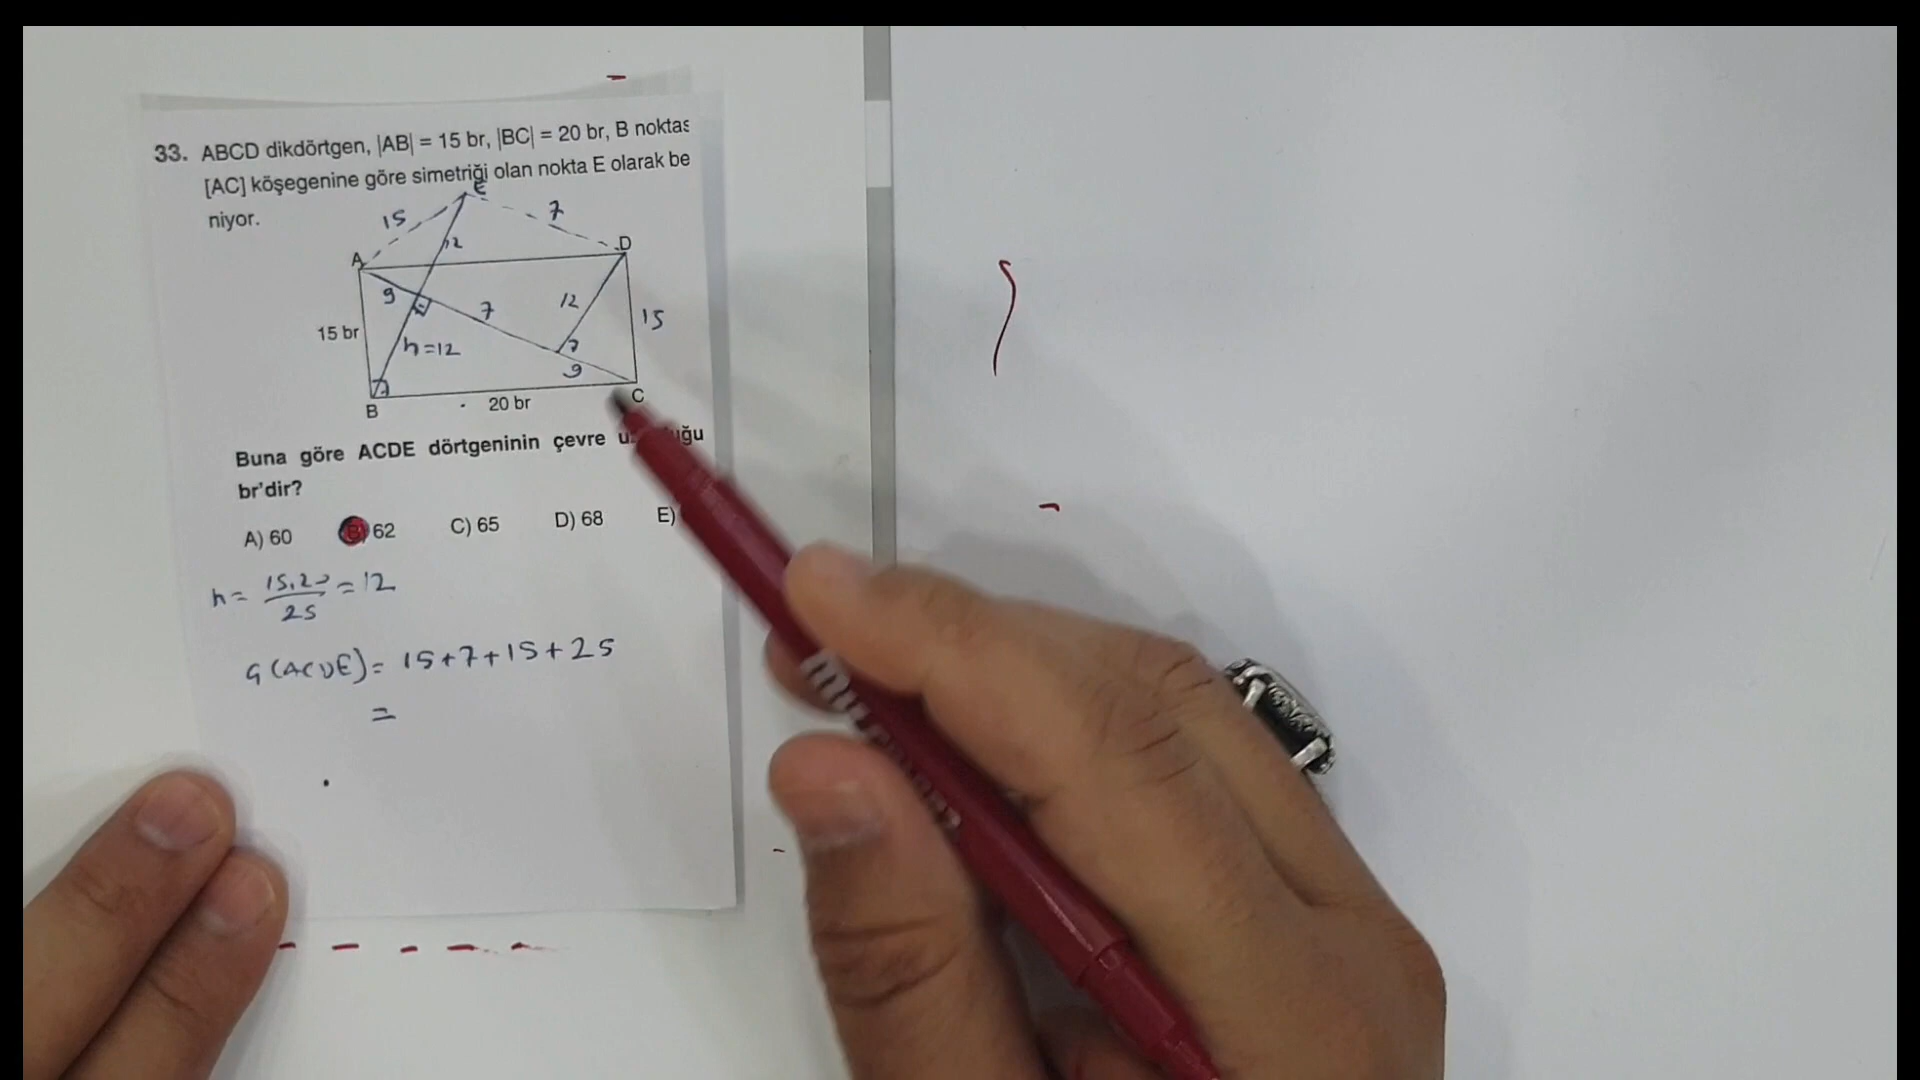 33. ABCD dikdörtgen, |AB| = 15 br, |BC| = 20 br, B noktas
[AC] köşegenine göre simetriği olan nokta E olarak be
niyor.
E
15
7
12
A
D
9
7
12
15 br
15
h=12
9
B
20 br
C
Buna göre ACDE dörtgeninin çevre u ğu
br'dir?
A) 60 B) 62 C) 65 D) 68 E)
h = 15.20 / 25 = 12
Ç(ACDE) = 15+7+15+25
=